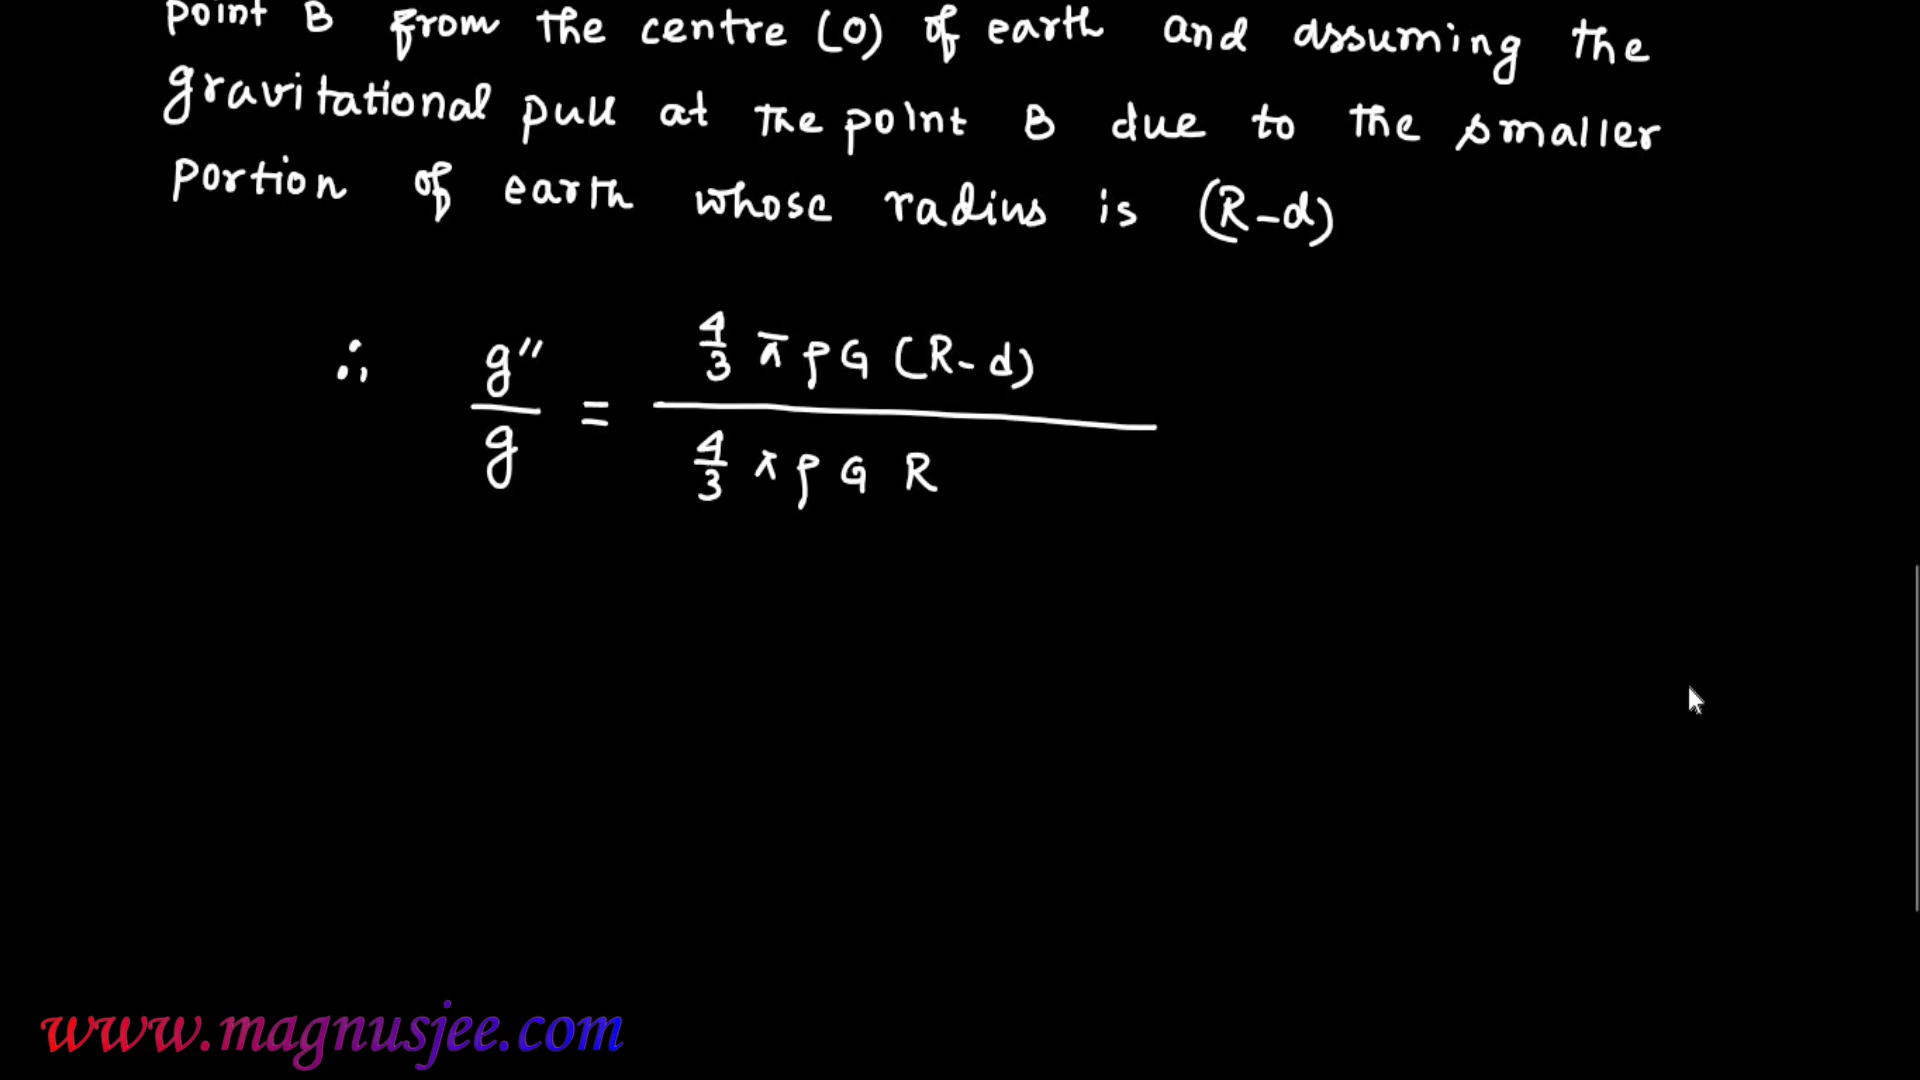 point B from the centre (O) of earth and assuming the
gravitational pull at the point B due to the smaller
portion of earth whose radius is (R-d)
∴ g''/g = (4/3 π ρ G (R-d)) / (4/3 π ρ G R)
www.magnusjee.com